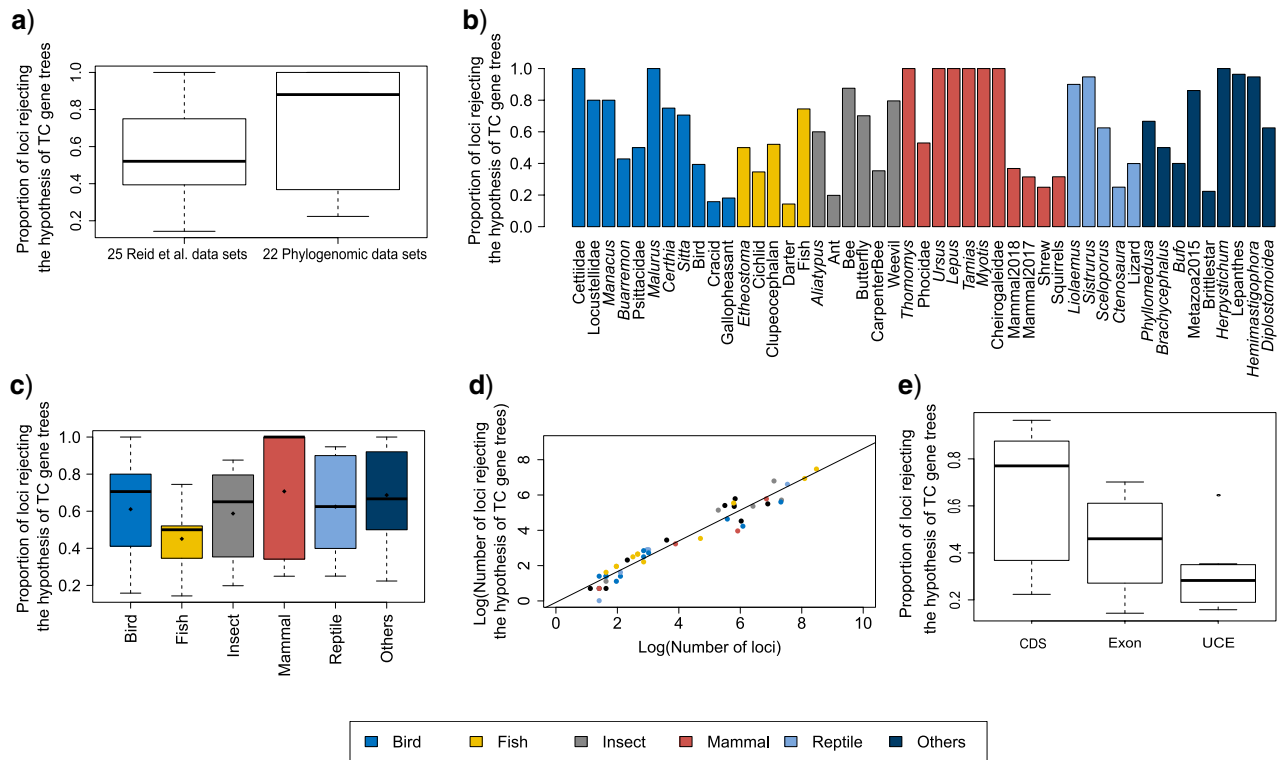 a)
Proportion of loci rejecting
the hypothesis of TC gene trees
1.0
0.8
0.6
0.4
0.2
25 Reid et al. data sets
22 Phylogenomic data sets
b)
Proportion of loci rejecting
the hypothesis of TC gene trees
1.0
0.8
0.6
0.4
0.2
0.0
Cettiidae
Locustellidae
Manacus
Buarremon
Psittacidae
Malurus
Certhia
Sitta
Bird
Cracid
Gallopheasant
Etheostoma
Cichlid
Clupeocephalan
Darter
Fish
Aliatypus
Ant
Bee
Butterfly
CarpenterBee
Weevil
Thomomys
Phocidae
Ursus
Lepus
Tamias
Myotis
Cheirogaleidae
Mammal2018
Mammal2017
Shrew
Squirrels
Liolaemus
Sistrurus
Sceloporus
Ctenosaura
Lizard
Phyllomedusa
Brachycephalus
Bufo
Metazoa2015
Brittlestar
Herpystichum
Lepanthes
Hemimastigophora
Diplostomoidea
c)
Proportion of loci rejecting
the hypothesis of TC gene trees
1.0
0.8
0.6
0.4
0.2
Bird
Fish
Insect
Mammal
Reptile
Others
d)
Log(Number of loci rejecting
the hypothesis of TC gene trees)
8
6
4
2
0
0
2
4
6
8
10
Log(Number of loci)
e)
Proportion of loci rejecting
the hypothesis of TC gene trees
0.8
0.6
0.4
0.2
CDS
Exon
UCE
Bird
Fish
Insect
Mammal
Reptile
Others